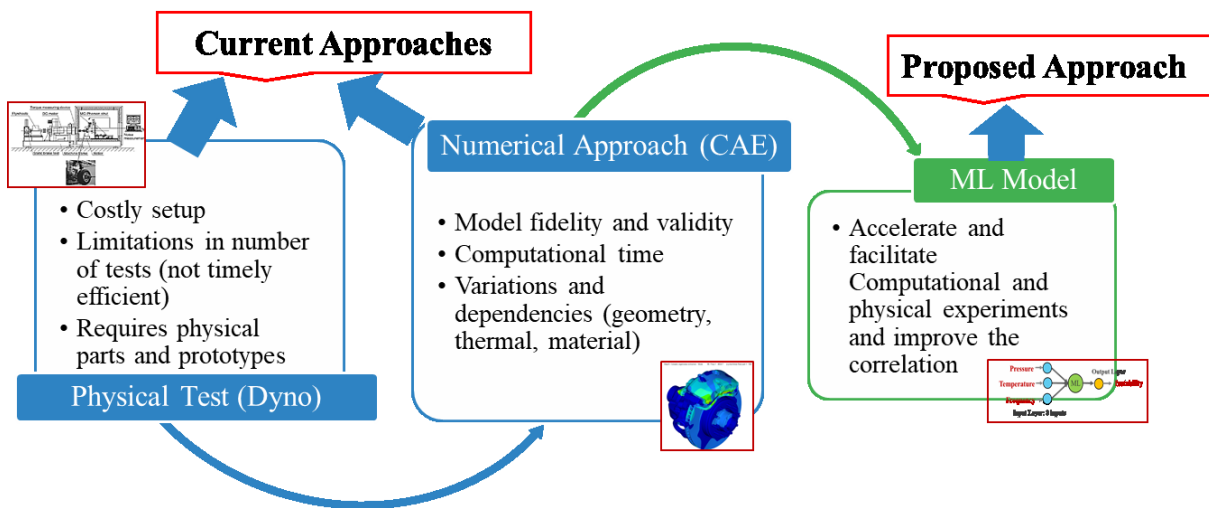 Current Approaches
Proposed Approach
Physical Test (Dyno)
• Costly setup
• Limitations in number
of tests (not timely
efficient)
• Requires physical
parts and prototypes
Numerical Approach (CAE)
• Model fidelity and validity
• Computational time
• Variations and
dependencies (geometry,
thermal, material)
ML Model
• Accelerate and
facilitate
Computational and
physical experiments
and improve the
correlation
Pressure
Temperature
Frequency
ML
Output Layer
Instability
Input Layer: 3 Inputs